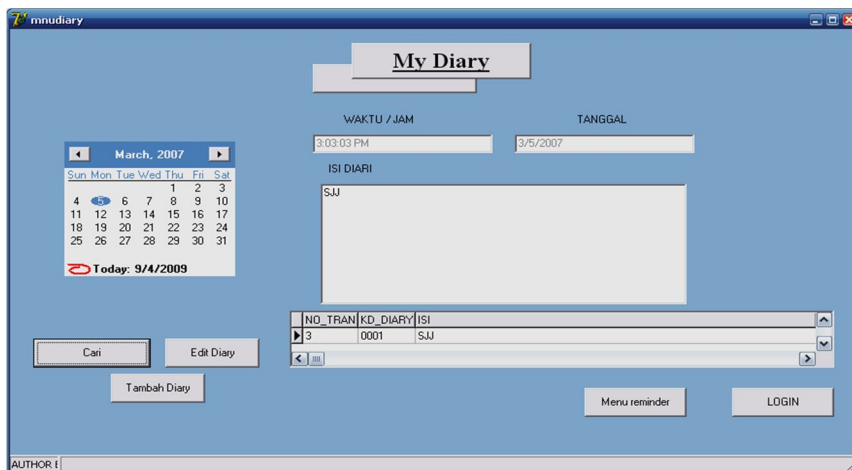 mnudiary
My Diary
WAKTU / JAM
TANGGAL
3:03:03 PM
3/5/2007
ISI DIARI
SJJ
March, 2007
Sun Mon Tue Wed Thu Fri Sat
1 2 3
4 5 6 7 8 9 10
11 12 13 14 15 16 17
18 19 20 21 22 23 24
25 26 27 28 29 30 31
Today: 9/4/2009
NO_TRAN KD_DIARY ISI
3 0001 SJJ
Cari
Edit Diary
Tambah Diary
Menu reminder
LOGIN
AUTHOR